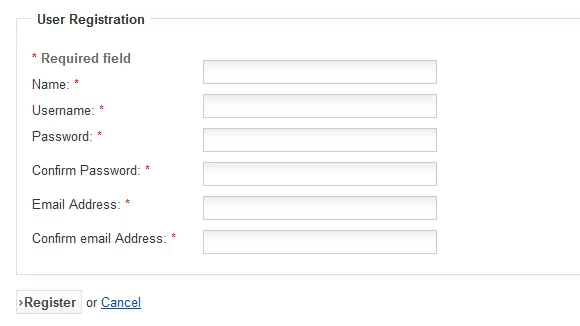 User Registration
* Required field
Name: *
Username: *
Password: *
Confirm Password: *
Email Address: *
Confirm email Address: *
›Register or Cancel